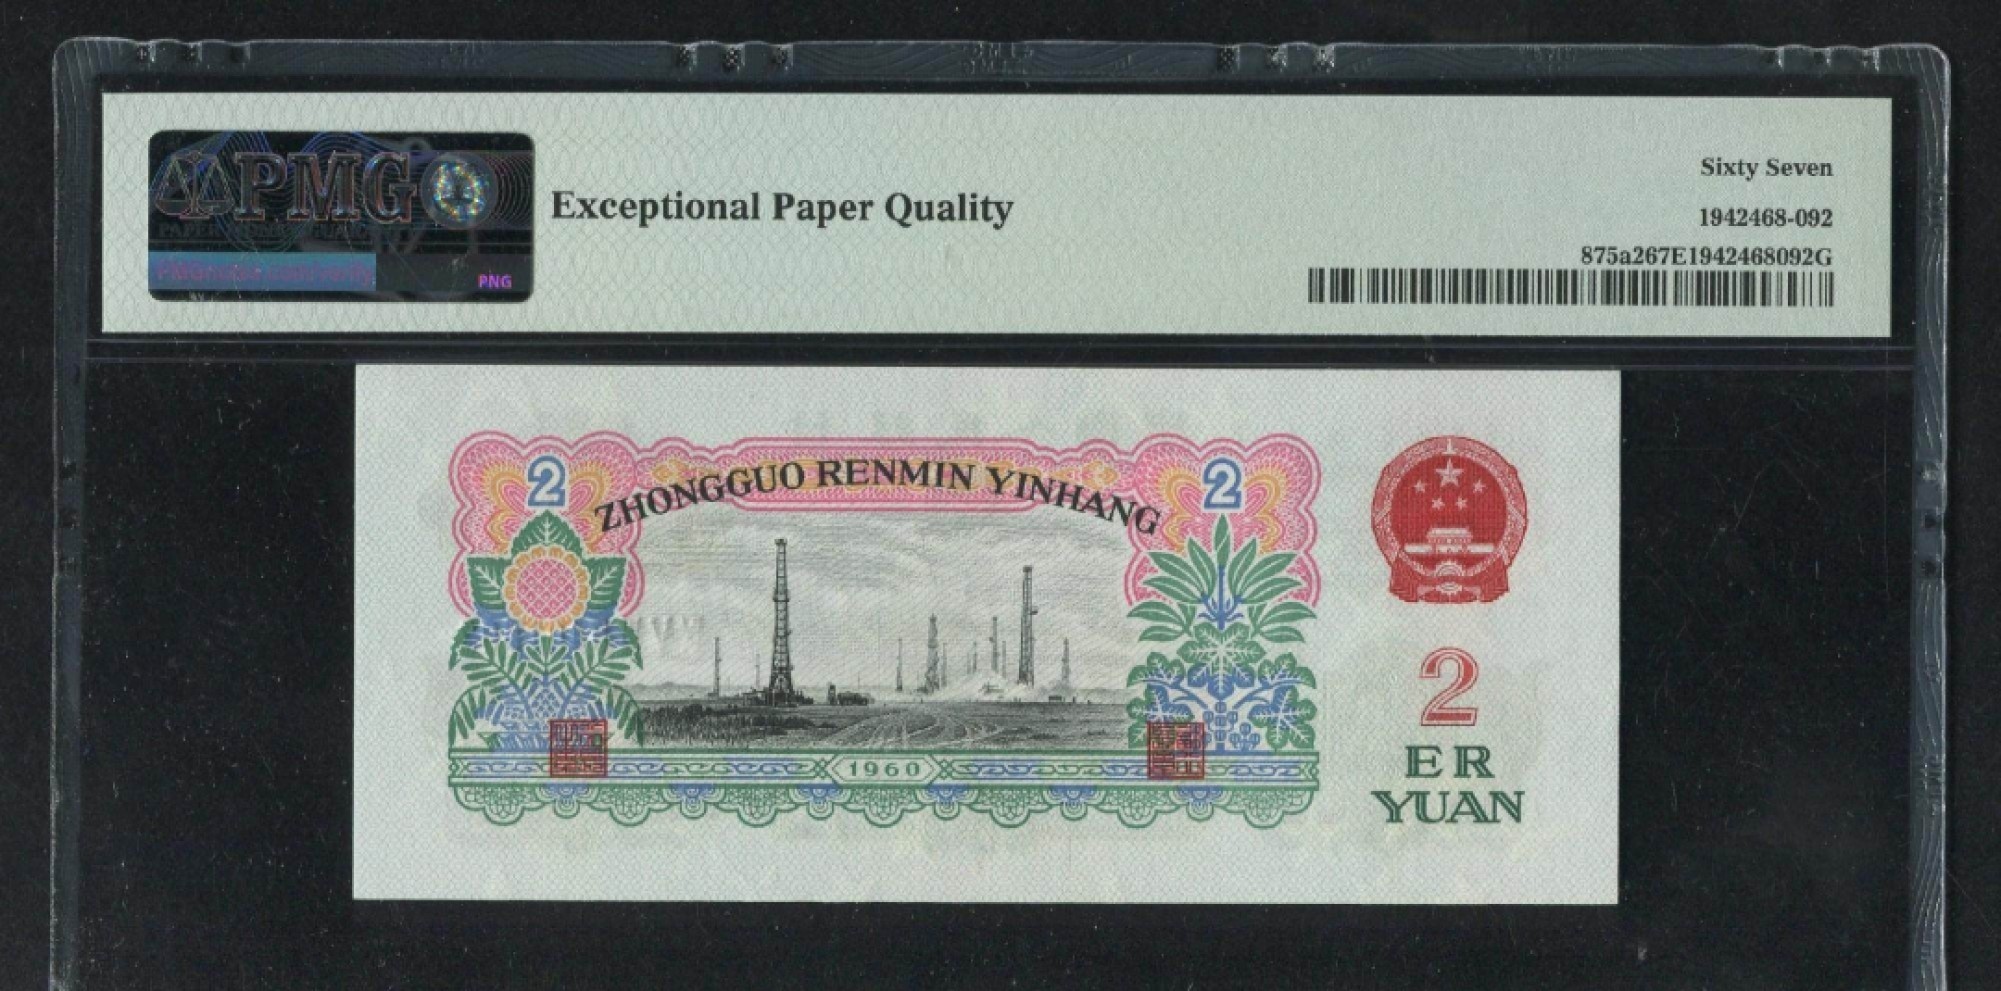 PMG
Exceptional Paper Quality
Sixty Seven
1942468-092
875a267E1942468092G
PNG
2
2
ZHONGGUO RENMIN YINHANG
1960
2
ER
YUAN